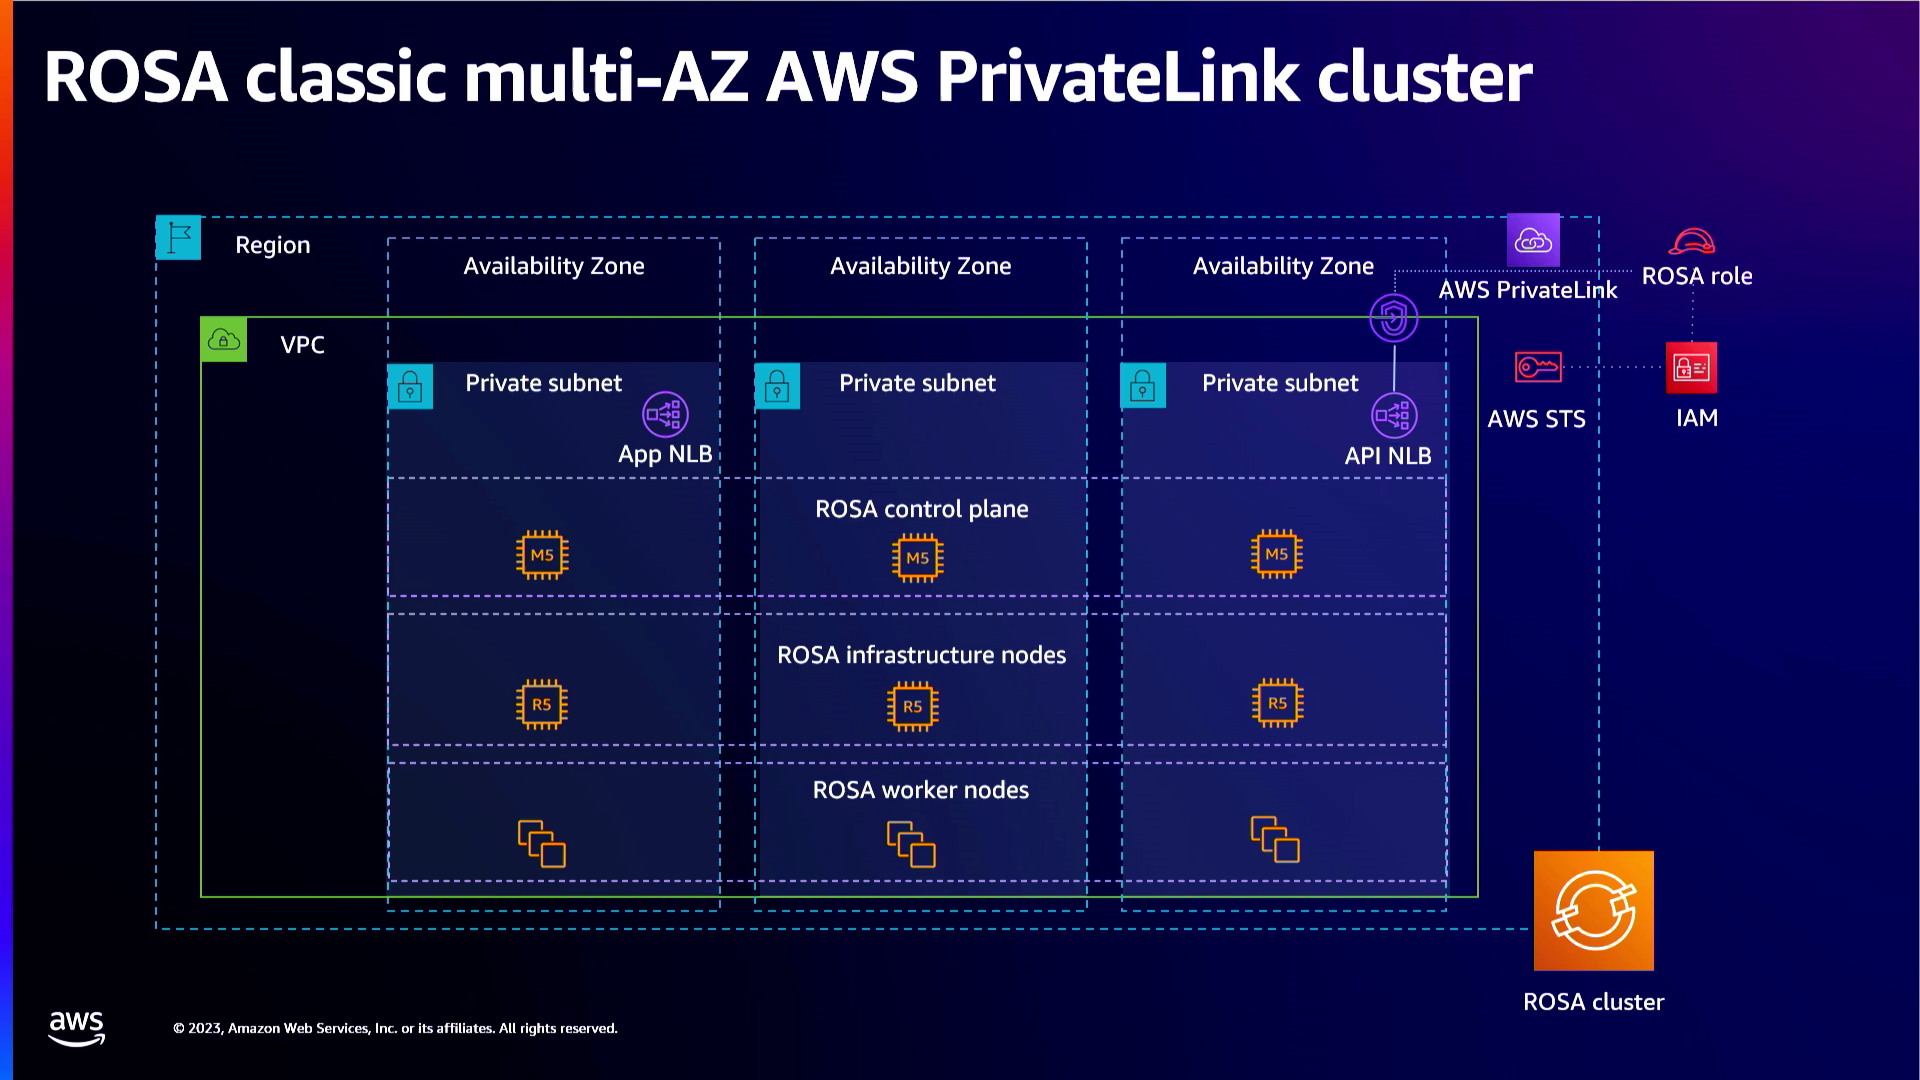 ROSA classic multi-AZ AWS PrivateLink cluster
Region
Availability Zone
Availability Zone
Availability Zone
AWS PrivateLink
ROSA role
VPC
Private subnet
Private subnet
Private subnet
App NLB
API NLB
AWS STS
IAM
ROSA control plane
M5
M5
M5
ROSA infrastructure nodes
R5
R5
R5
ROSA worker nodes
ROSA cluster
aws
© 2023, Amazon Web Services, Inc. or its affiliates. All rights reserved.